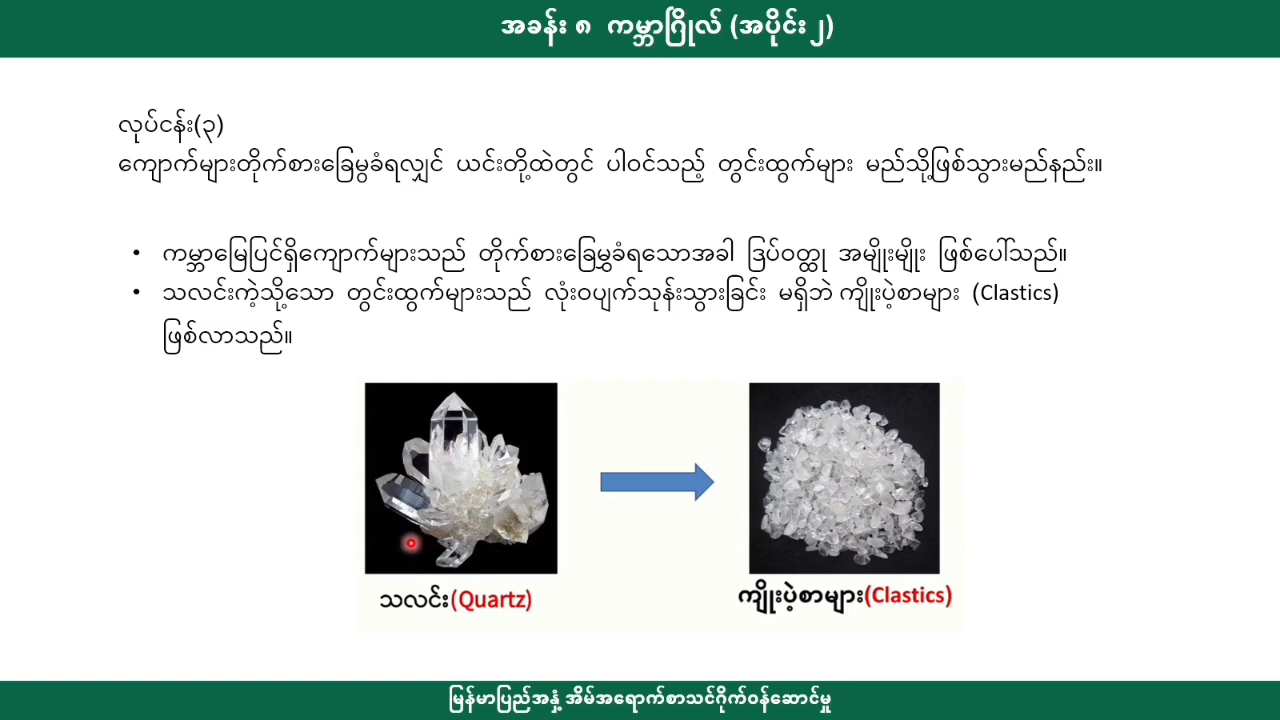 အခန်း ၈ ကမ္ဘာဂြိုလ် (အပိုင်း ၂)
လုပ်ငန်း(၃)
ကျောက်များတိုက်စားခြေမွခံရလျှင် ယင်းတို့ထဲတွင် ပါဝင်သည့် တွင်းထွက်များ မည်သို့ဖြစ်သွားမည်နည်း။
• ကမ္ဘာမြေပြင်ရှိကျောက်များသည် တိုက်စားခြေမွှခံရသောအခါ ဒြပ်ဝတ္ထု အမျိုးမျိုး ဖြစ်ပေါ်သည်။
• သလင်းကဲ့သို့သော တွင်းထွက်များသည် လုံးဝပျက်သုန်းသွားခြင်း မရှိဘဲ ကျိုးပဲ့စာများ (Clastics)
ဖြစ်လာသည်။
သလင်း(Quartz)
ကျိုးပဲ့စာများ(Clastics)
မြန်မာပြည်အနှံ့ အိမ်အရောက်စာသင်ဂိုက်ဝန်ဆောင်မှု